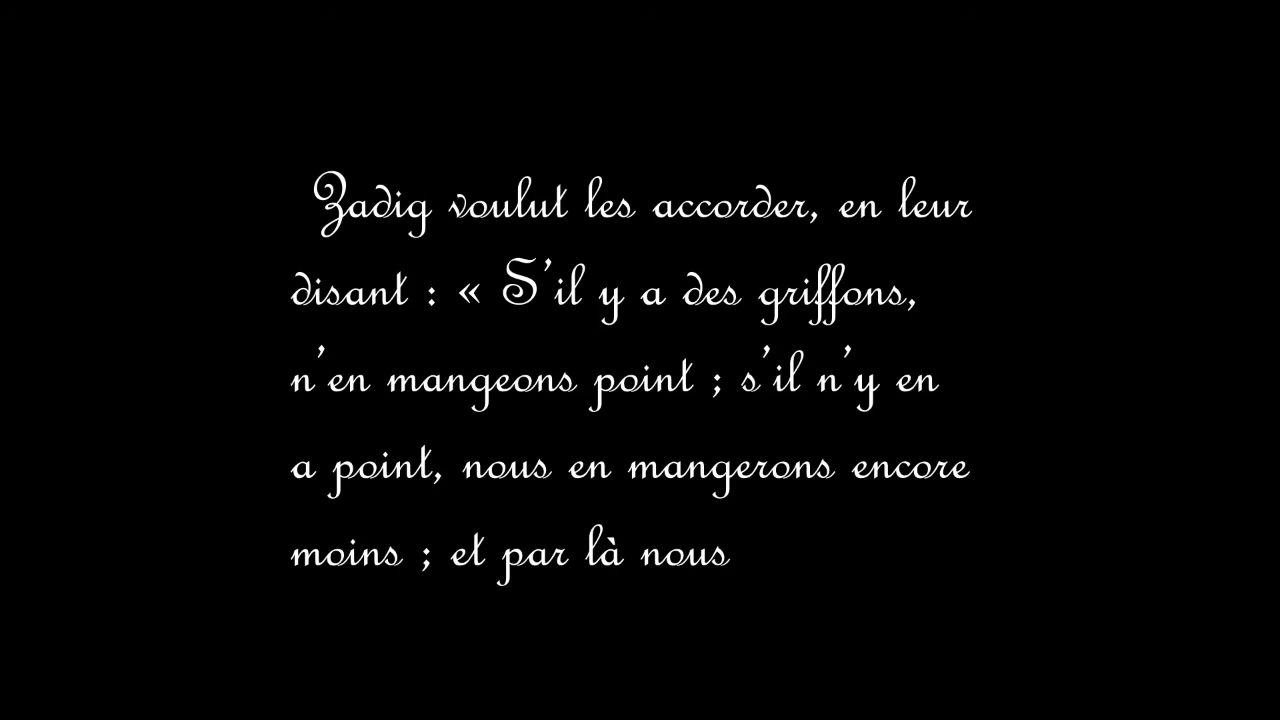 Zadig voulut les accorder, en leur
disant : « S’il y a des griffons,
n’en mangeons point ; s’il n’y en
a point, nous en mangerons encore
moins ; et par là nous